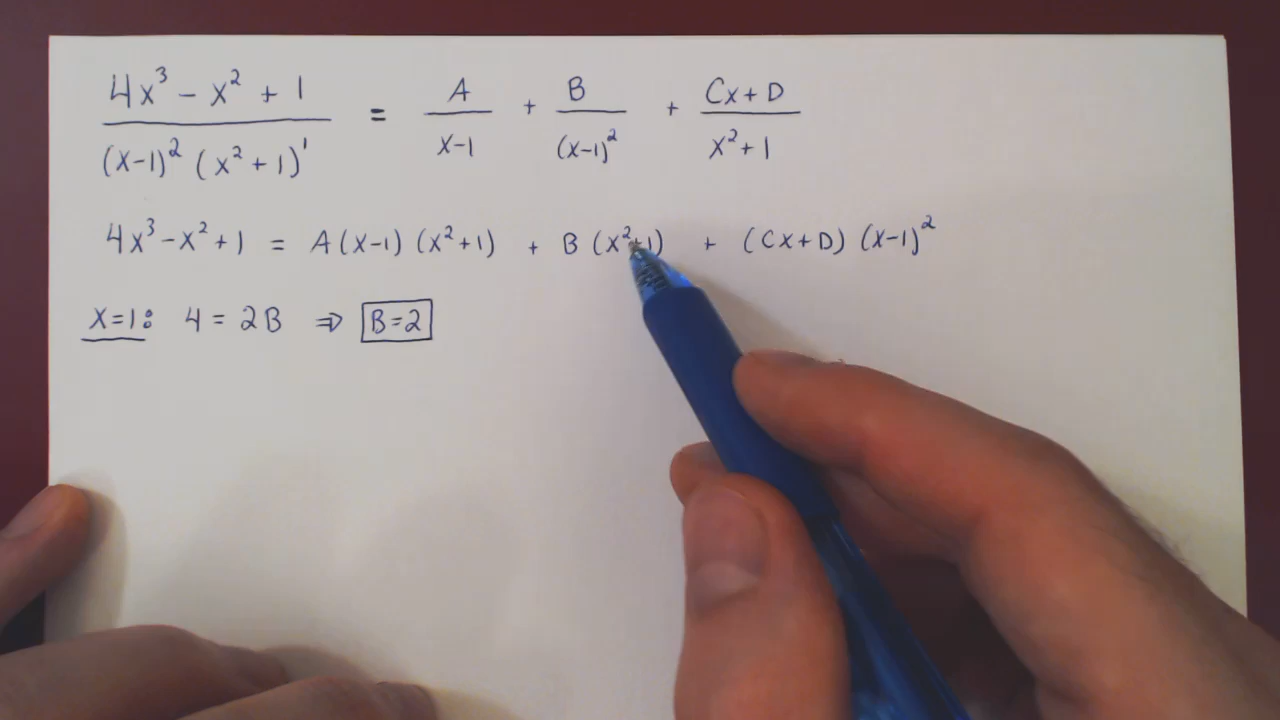 4x³ - x² + 1 / (x-1)² (x² + 1)¹ = A / x-1 + B / (x-1)² + Cx + D / x² + 1
4x³ - x² + 1 = A (x-1) (x² + 1) + B (x² + 1) + (Cx + D) (x-1)²
x=1: 4 = 2B ⇒ B=2